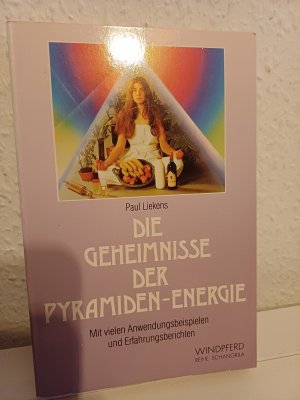 Paul Liekens
DIE
GEHEIMNISSE
DER
PYRAMIDEN-ENERGIE
Mit vielen Anwendungsbeispielen
und Erfahrungsberichten
WINDPFERD
REIHE SCHANGRILA